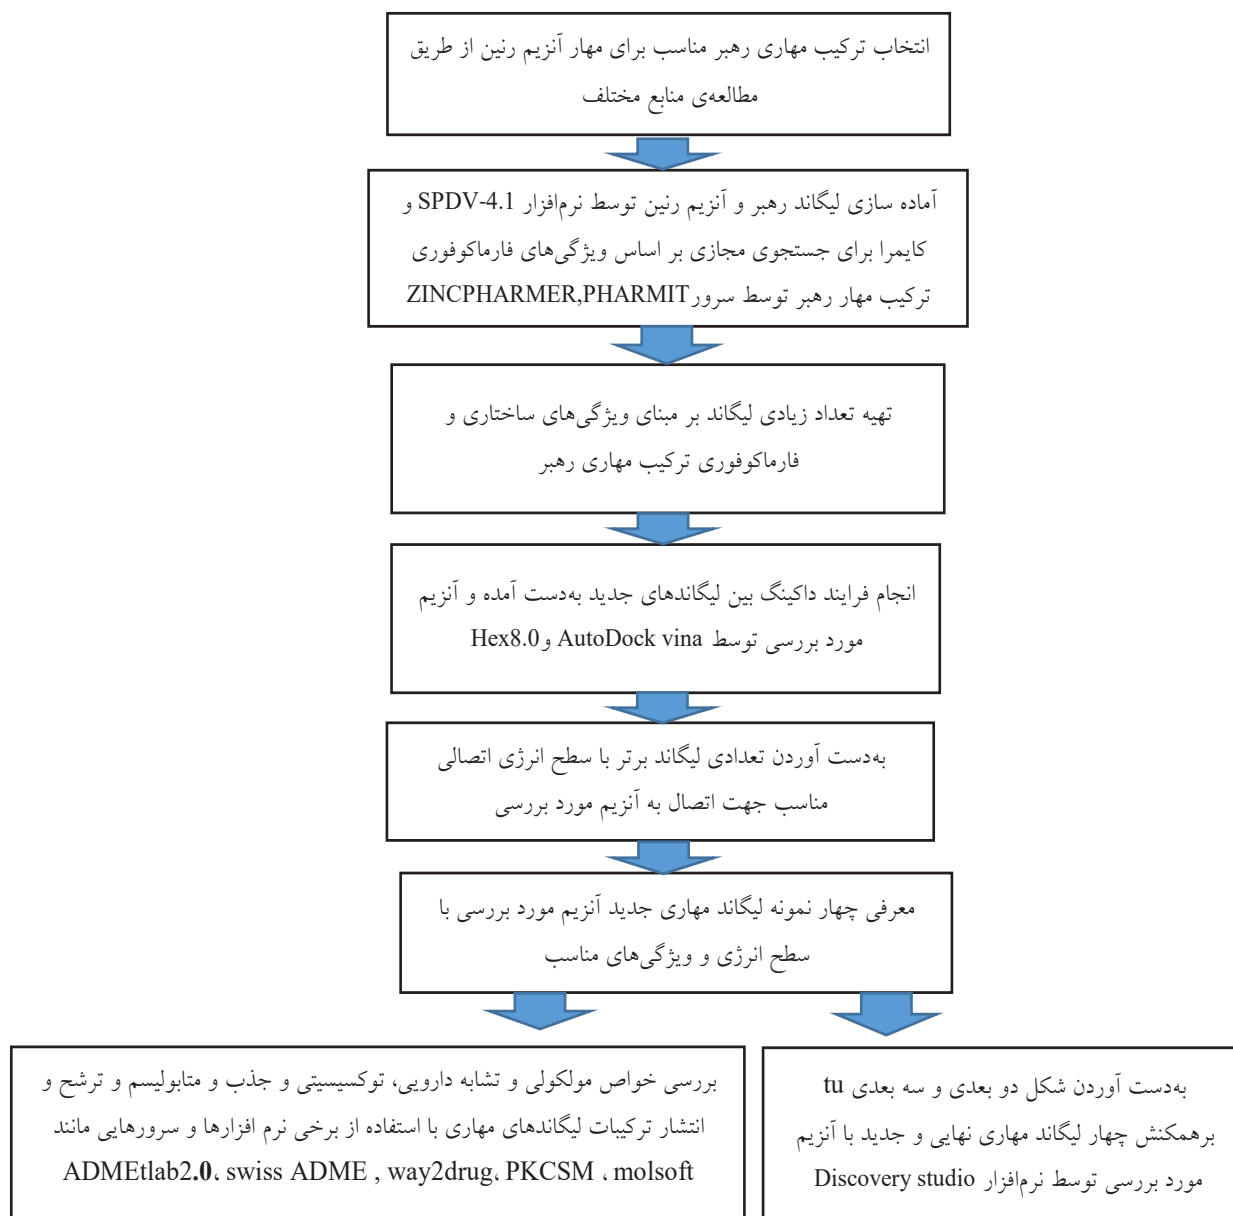 انتخاب ترکیب مهاری رهبر مناسب برای مهار آنزیم رنین از طریق
مطالعه‌ی منابع مختلف
آماده سازی لیگاند رهبر و آنزیم رنین توسط نرم‌افزار SPDV-4.1 و
کایمرا برای جستجوی مجازی بر اساس ویژگی‌های فارماکوفوری
ترکیب مهار رهبر توسط سرور ZINCPHARMER,PHARMIT
تهیه تعداد زیادی لیگاند بر مبنای ویژگی‌های ساختاری و
فارماکوفوری ترکیب مهاری رهبر
انجام فرایند داکینگ بین لیگاندهای جدید به‌دست آمده و آنزیم
مورد بررسی توسط AutoDock vina و Hex8.0
به‌دست آوردن تعدادی لیگاند برتر با سطح انرژی اتصالی
مناسب جهت اتصال به آنزیم مورد بررسی
معرفی چهار نمونه لیگاند مهاری جدید آنزیم مورد بررسی با
سطح انرژی و ویژگی‌های مناسب
به‌دست آوردن شکل دو بعدی و سه بعدی tu
برهمکنش چهار لیگاند مهاری نهایی و جدید با آنزیم
مورد بررسی توسط نرم‌افزار Discovery studio
بررسی خواص مولکولی و تشابه دارویی، توکسیسیتی و جذب و متابولیسم و ترشح و
انتشار ترکیبات لیگاندهای مهاری با استفاده از برخی نرم افزارها و سرورهایی مانند
ADMEtlab2.0، swiss ADME , way2drug، PKCSM ، molsoft